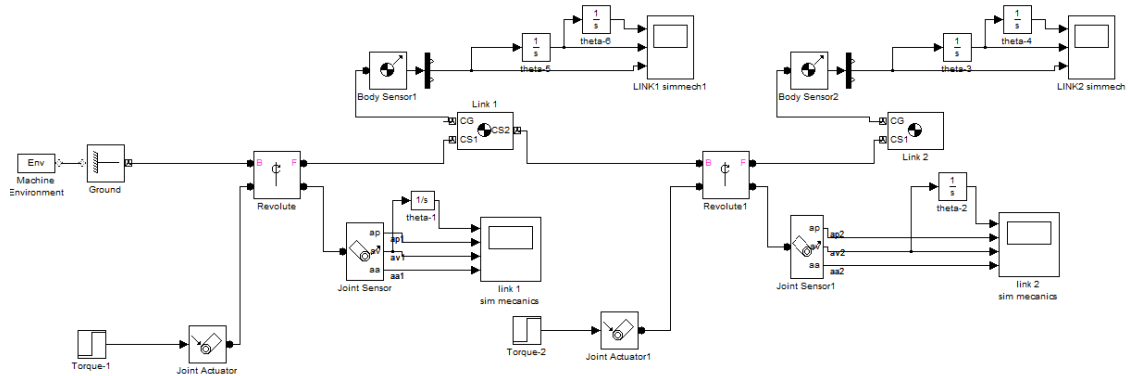 1
s
theta-6
1
s
theta-5
LINK1 simmech1
Body Sensor1
Link 1
CG
CS1
CS2
1
s
theta-4
1
s
theta-3
LINK2 simmech
Body Sensor2
CG
CS1
Link 2
Env
Machine
Environment
Ground
B
F
Revolute
B
F
Revolute1
1/s
theta-1
ap
av
aa
ap1
av1
aa1
Joint Sensor
link 1
sim mecanics
1
s
theta-2
ap
av
aa
ap2
av2
aa2
Joint Sensor1
link 2
sim mecanics
Torque-1
Joint Actuator
Torque-2
Joint Actuator1